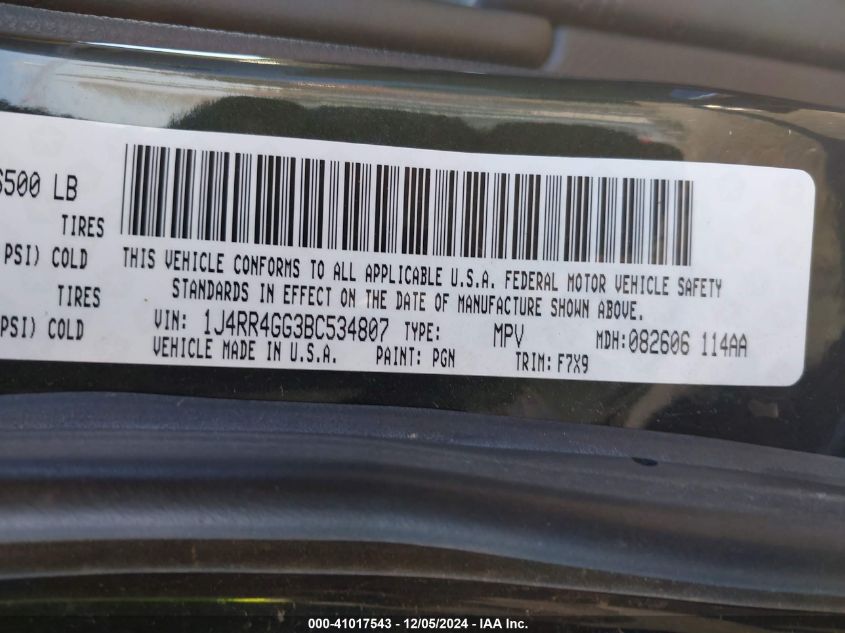 6500 LB
TIRES
PSI) COLD
THIS VEHICLE CONFORMS TO ALL APPLICABLE U.S.A. FEDERAL MOTOR VEHICLE SAFETY
STANDARDS IN EFFECT ON THE DATE OF MANUFACTURE SHOWN ABOVE.
TIRES
VIN: 1J4RR4GG3BC534807 TYPE: MPV MDH:082606 114AA
PSI) COLD
VEHICLE MADE IN U.S.A. PAINT: PGN TRIM: F7X9
000-41017543 - 12/05/2024 - IAA Inc.